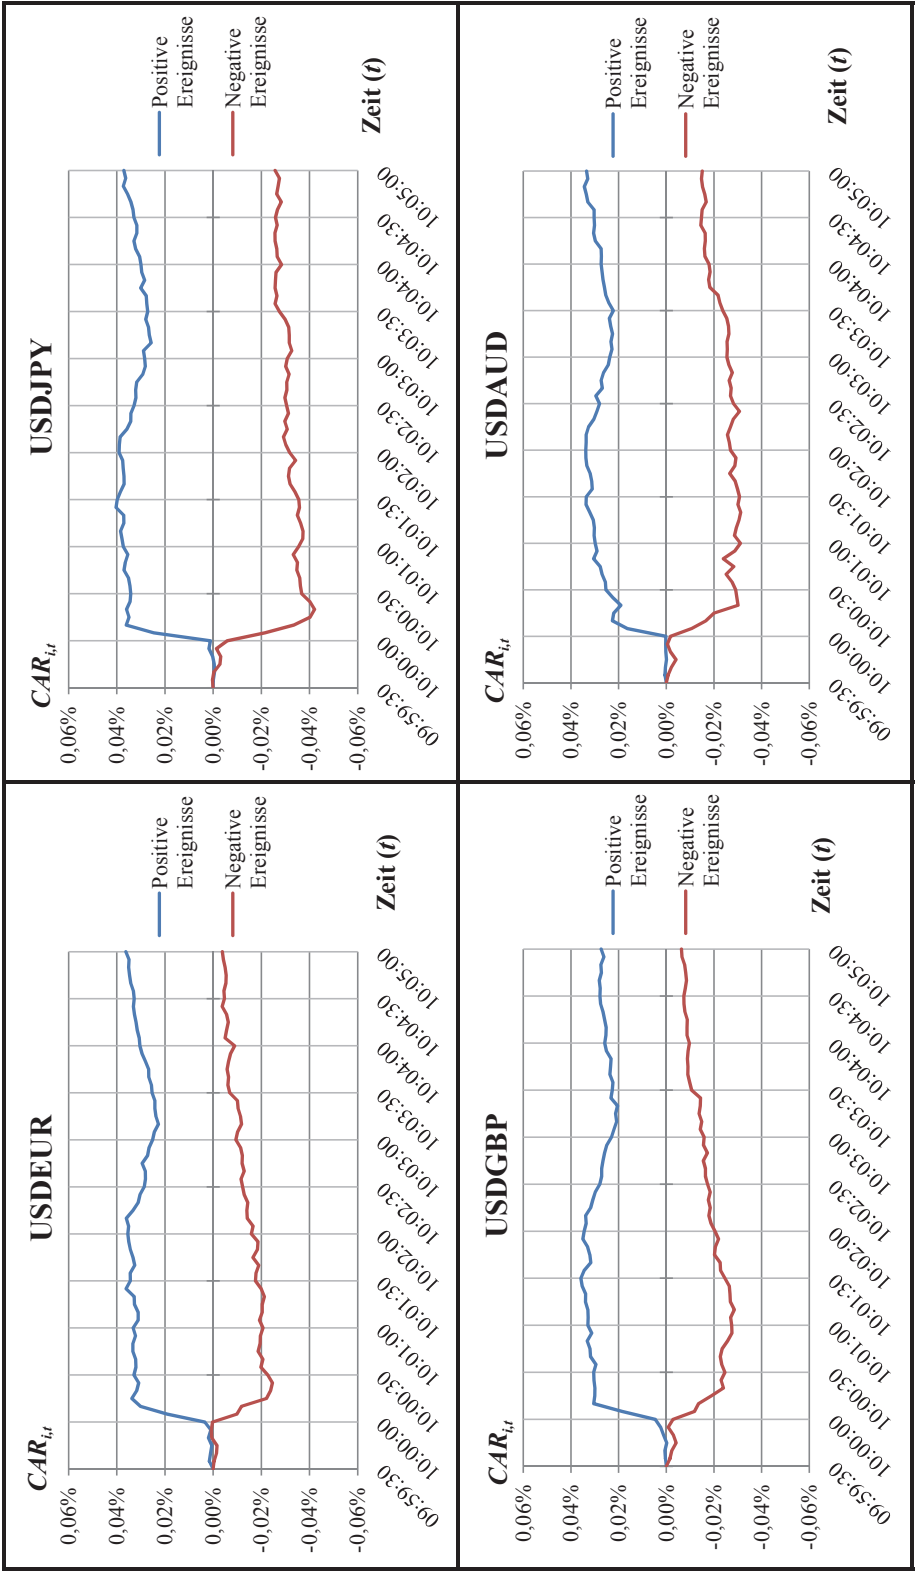 USDEUR
CAR i,t
0,06%
0,04%
0,02%
0,00%
-0,02%
-0,04%
-0,06%
09:59:30
10:00:00
10:00:30
10:01:00
10:01:30
10:02:00
10:02:30
10:03:00
10:03:30
10:04:00
10:04:30
10:05:00
Positive
Ereignisse
Negative
Ereignisse
Zeit (t)
USDJPY
CAR i,t
0,06%
0,04%
0,02%
0,00%
-0,02%
-0,04%
-0,06%
09:59:30
10:00:00
10:00:30
10:01:00
10:01:30
10:02:00
10:02:30
10:03:00
10:03:30
10:04:00
10:04:30
10:05:00
Positive
Ereignisse
Negative
Ereignisse
Zeit (t)
USDGBP
CAR i,t
0,06%
0,04%
0,02%
0,00%
-0,02%
-0,04%
-0,06%
09:59:30
10:00:00
10:00:30
10:01:00
10:01:30
10:02:00
10:02:30
10:03:00
10:03:30
10:04:00
10:04:30
10:05:00
Positive
Ereignisse
Negative
Ereignisse
Zeit (t)
USDAUD
CAR i,t
0,06%
0,04%
0,02%
0,00%
-0,02%
-0,04%
-0,06%
09:59:30
10:00:00
10:00:30
10:01:00
10:01:30
10:02:00
10:02:30
10:03:00
10:03:30
10:04:00
10:04:30
10:05:00
Positive
Ereignisse
Negative
Ereignisse
Zeit (t)